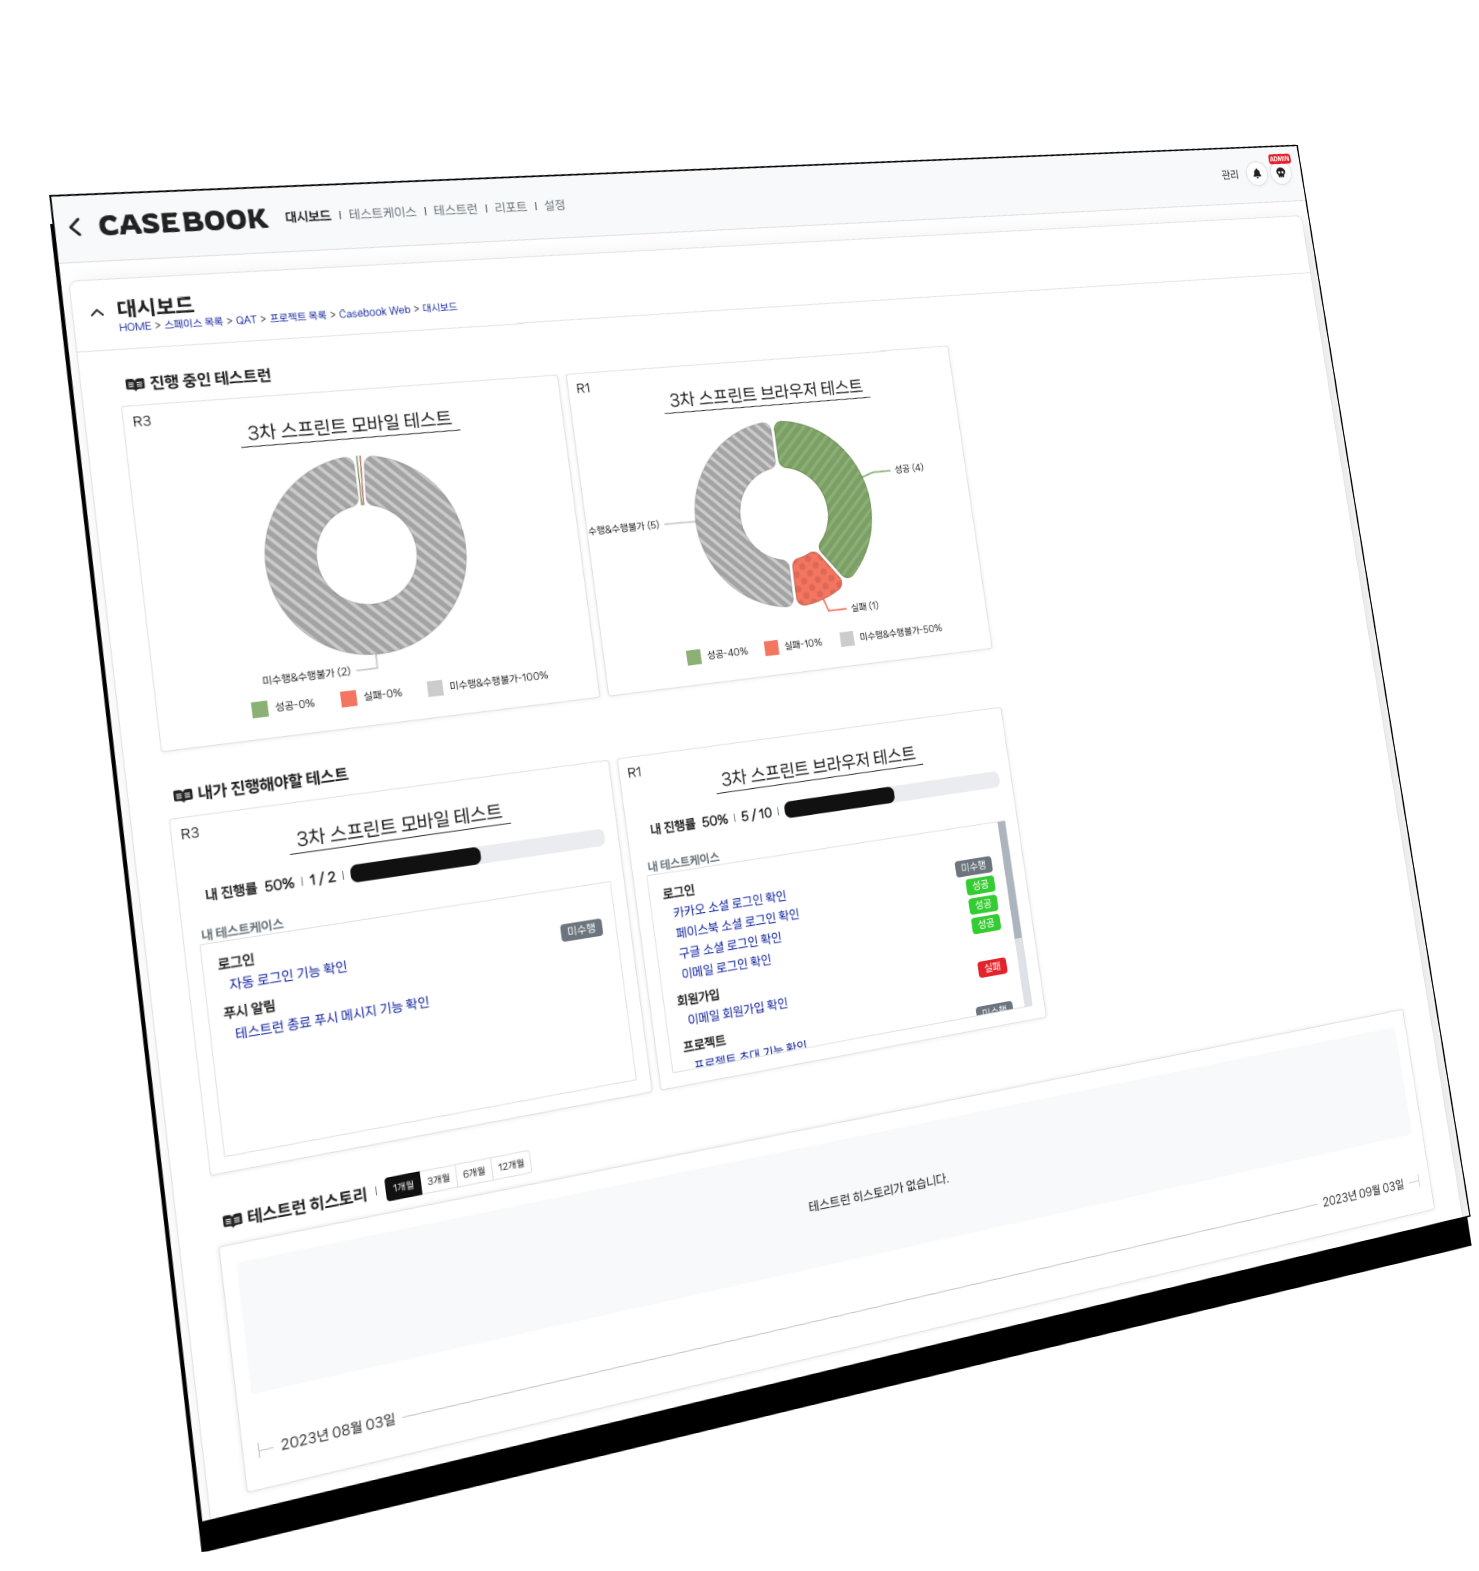 ADMIN
CASEBOOK 대시보드 | 테스트케이스 | 테스트런 | 리포트 | 설정 관리
대시보드
HOME > 스페이스 목록 > QAT > 프로젝트 목록 > Casebook Web > 대시보드
진행 중인 테스트런
R3
3차 스프린트 모바일 테스트
미수행&수행불가 (2)
성공-0% 실패-0% 미수행&수행불가-100%
R1
3차 스프린트 브라우저 테스트
성공 (4)
수행&수행불가 (5)
실패 (1)
성공-40% 실패-10% 미수행&수행불가-50%
내가 진행해야할 테스트
R3
3차 스프린트 모바일 테스트
내 진행률 50% | 1 / 2 |
내 테스트케이스
로그인
자동 로그인 기능 확인 미수행
푸시 알림
테스트런 종료 푸시 메시지 기능 확인
R1
3차 스프린트 브라우저 테스트
내 진행률 50% | 5 / 10 |
내 테스트케이스
로그인
카카오 소셜 로그인 확인 미수행
페이스북 소셜 로그인 확인 성공
구글 소셜 로그인 확인 성공
이메일 로그인 확인 성공
회원가입
이메일 회원가입 확인 실패
프로젝트
프로젝트 초대 기능 확인 미수행
테스트런 히스토리 | 1개월 3개월 6개월 12개월
테스트런 히스토리가 없습니다.
2023년 08월 03일 2023년 09월 03일